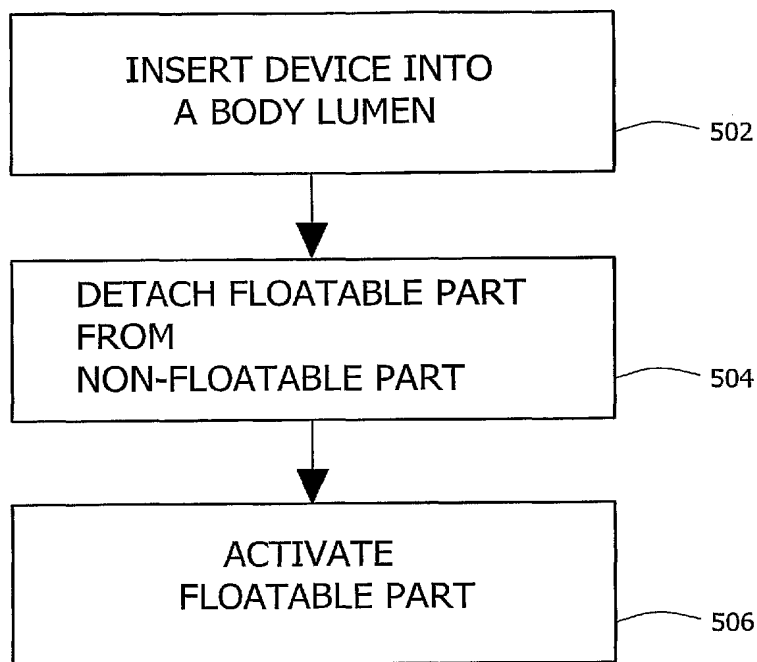 INSERT DEVICE INTO
A BODY LUMEN
502
DETACH FLOATABLE PART
FROM
NON-FLOATABLE PART
504
ACTIVATE
FLOATABLE PART
506